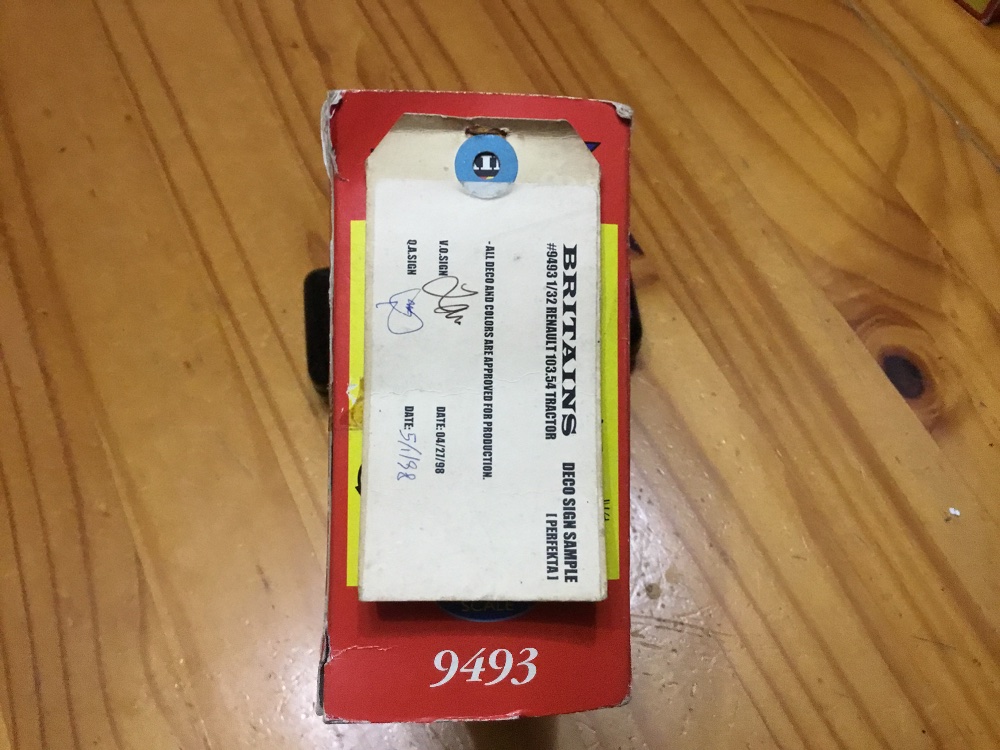 BRITAINS DECO SIGN SAMPLE
#9493 1/32 RENAULT 103.54 TRACTOR [ PERFEKTA ]
- ALL DECO AND COLORS ARE APPROVED FOR PRODUCTION.
V.O.SIGN DATE: 04/27/98
Q.A.SIGN DATE: 5/1/98
SCALE
9493